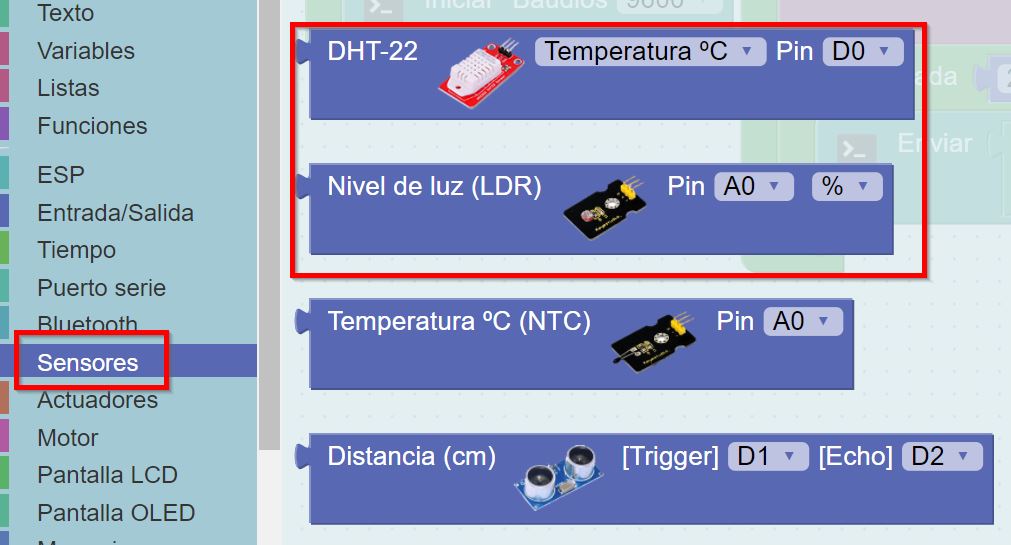 Texto
Variables
Listas
Funciones
ESP
Entrada/Salida
Tiempo
Puerto serie
Bluetooth
Sensores
Actuadores
Motor
Pantalla LCD
Pantalla OLED
Iniciar Baudios 9600
DHT-22 Temperatura ºC Pin D0
Nivel de luz (LDR) Pin A0 %
Enviar
Temperatura ºC (NTC) Pin A0
Distancia (cm) [Trigger] D1 [Echo] D2